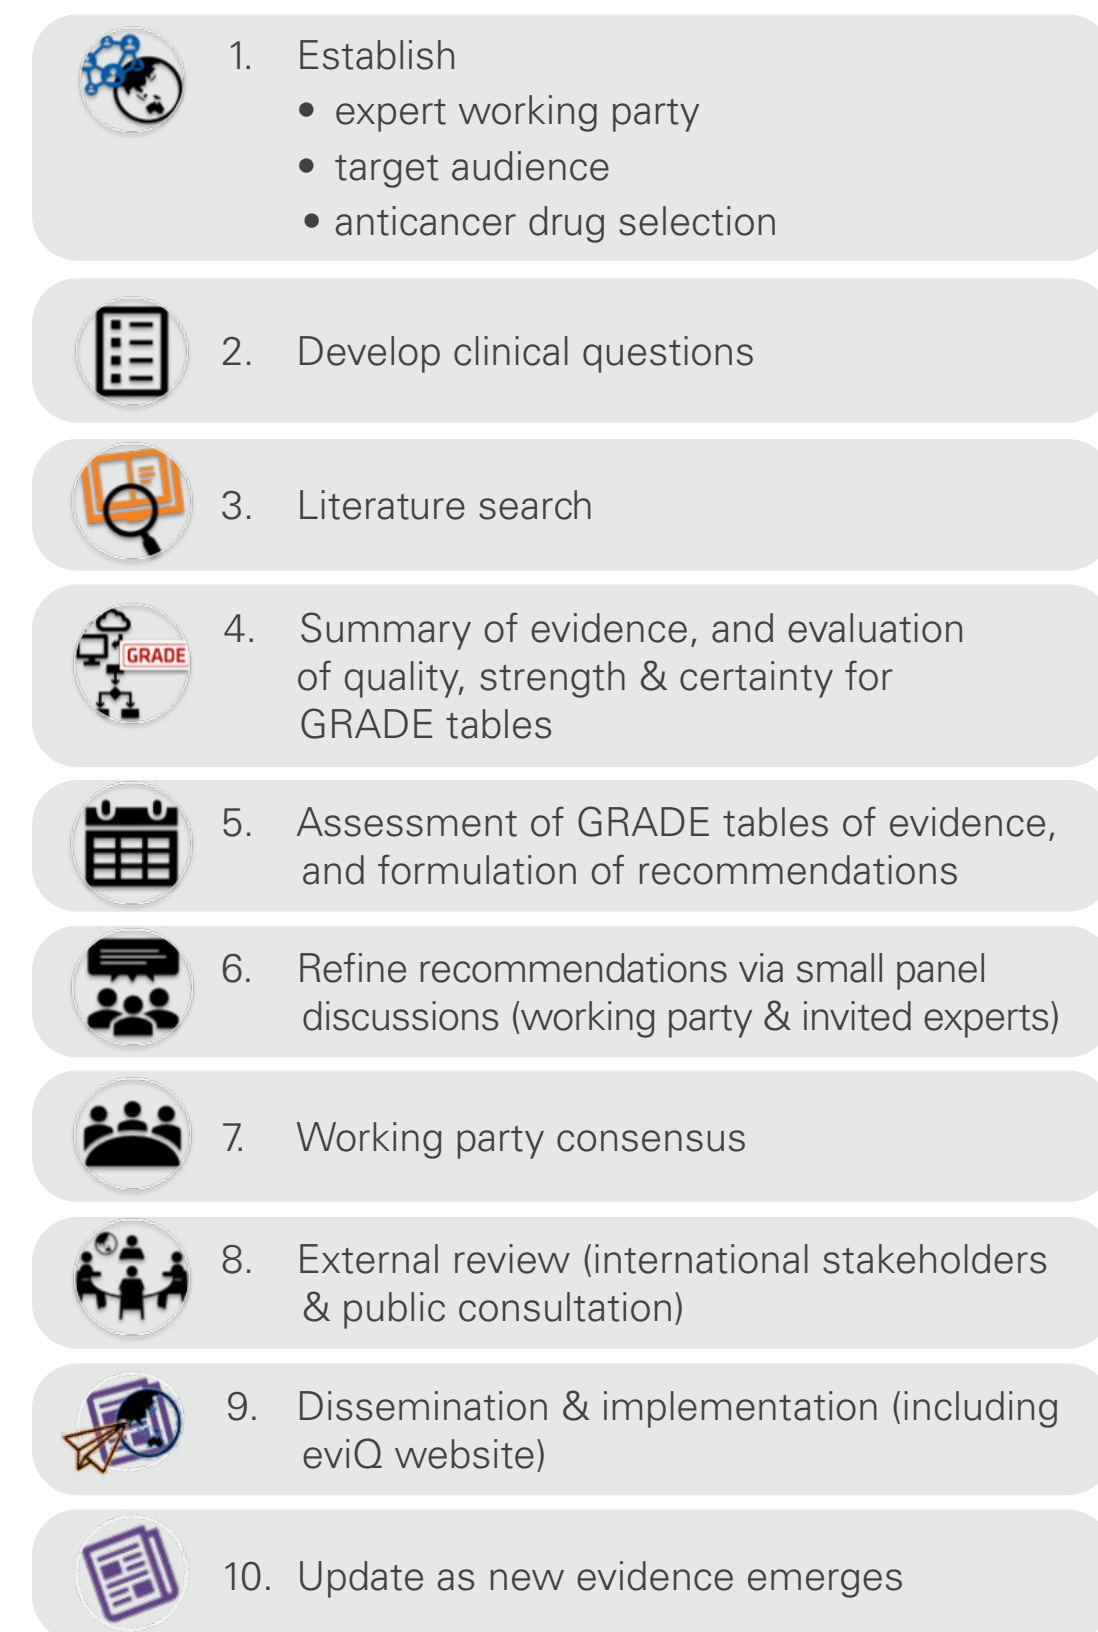 1. Establish
• expert working party
• target audience
• anticancer drug selection
2. Develop clinical questions
3. Literature search
GRADE
4. Summary of evidence, and evaluation
of quality, strength & certainty for
GRADE tables
5. Assessment of GRADE tables of evidence,
and formulation of recommendations
6. Refine recommendations via small panel
discussions (working party & invited experts)
7. Working party consensus
8. External review (international stakeholders
& public consultation)
9. Dissemination & implementation (including
eviQ website)
10. Update as new evidence emerges